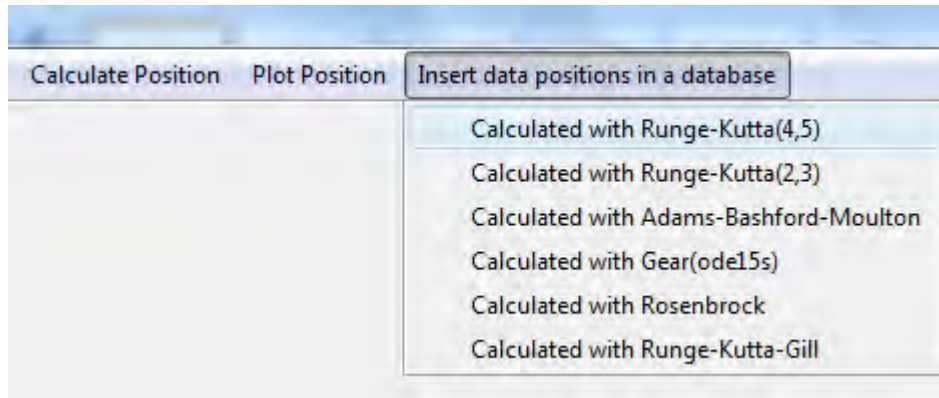 Calculate Position Plot Position Insert data positions in a database
Calculated with Runge-Kutta(4,5)
Calculated with Runge-Kutta(2,3)
Calculated with Adams-Bashford-Moulton
Calculated with Gear(ode15s)
Calculated with Rosenbrock
Calculated with Runge-Kutta-Gill